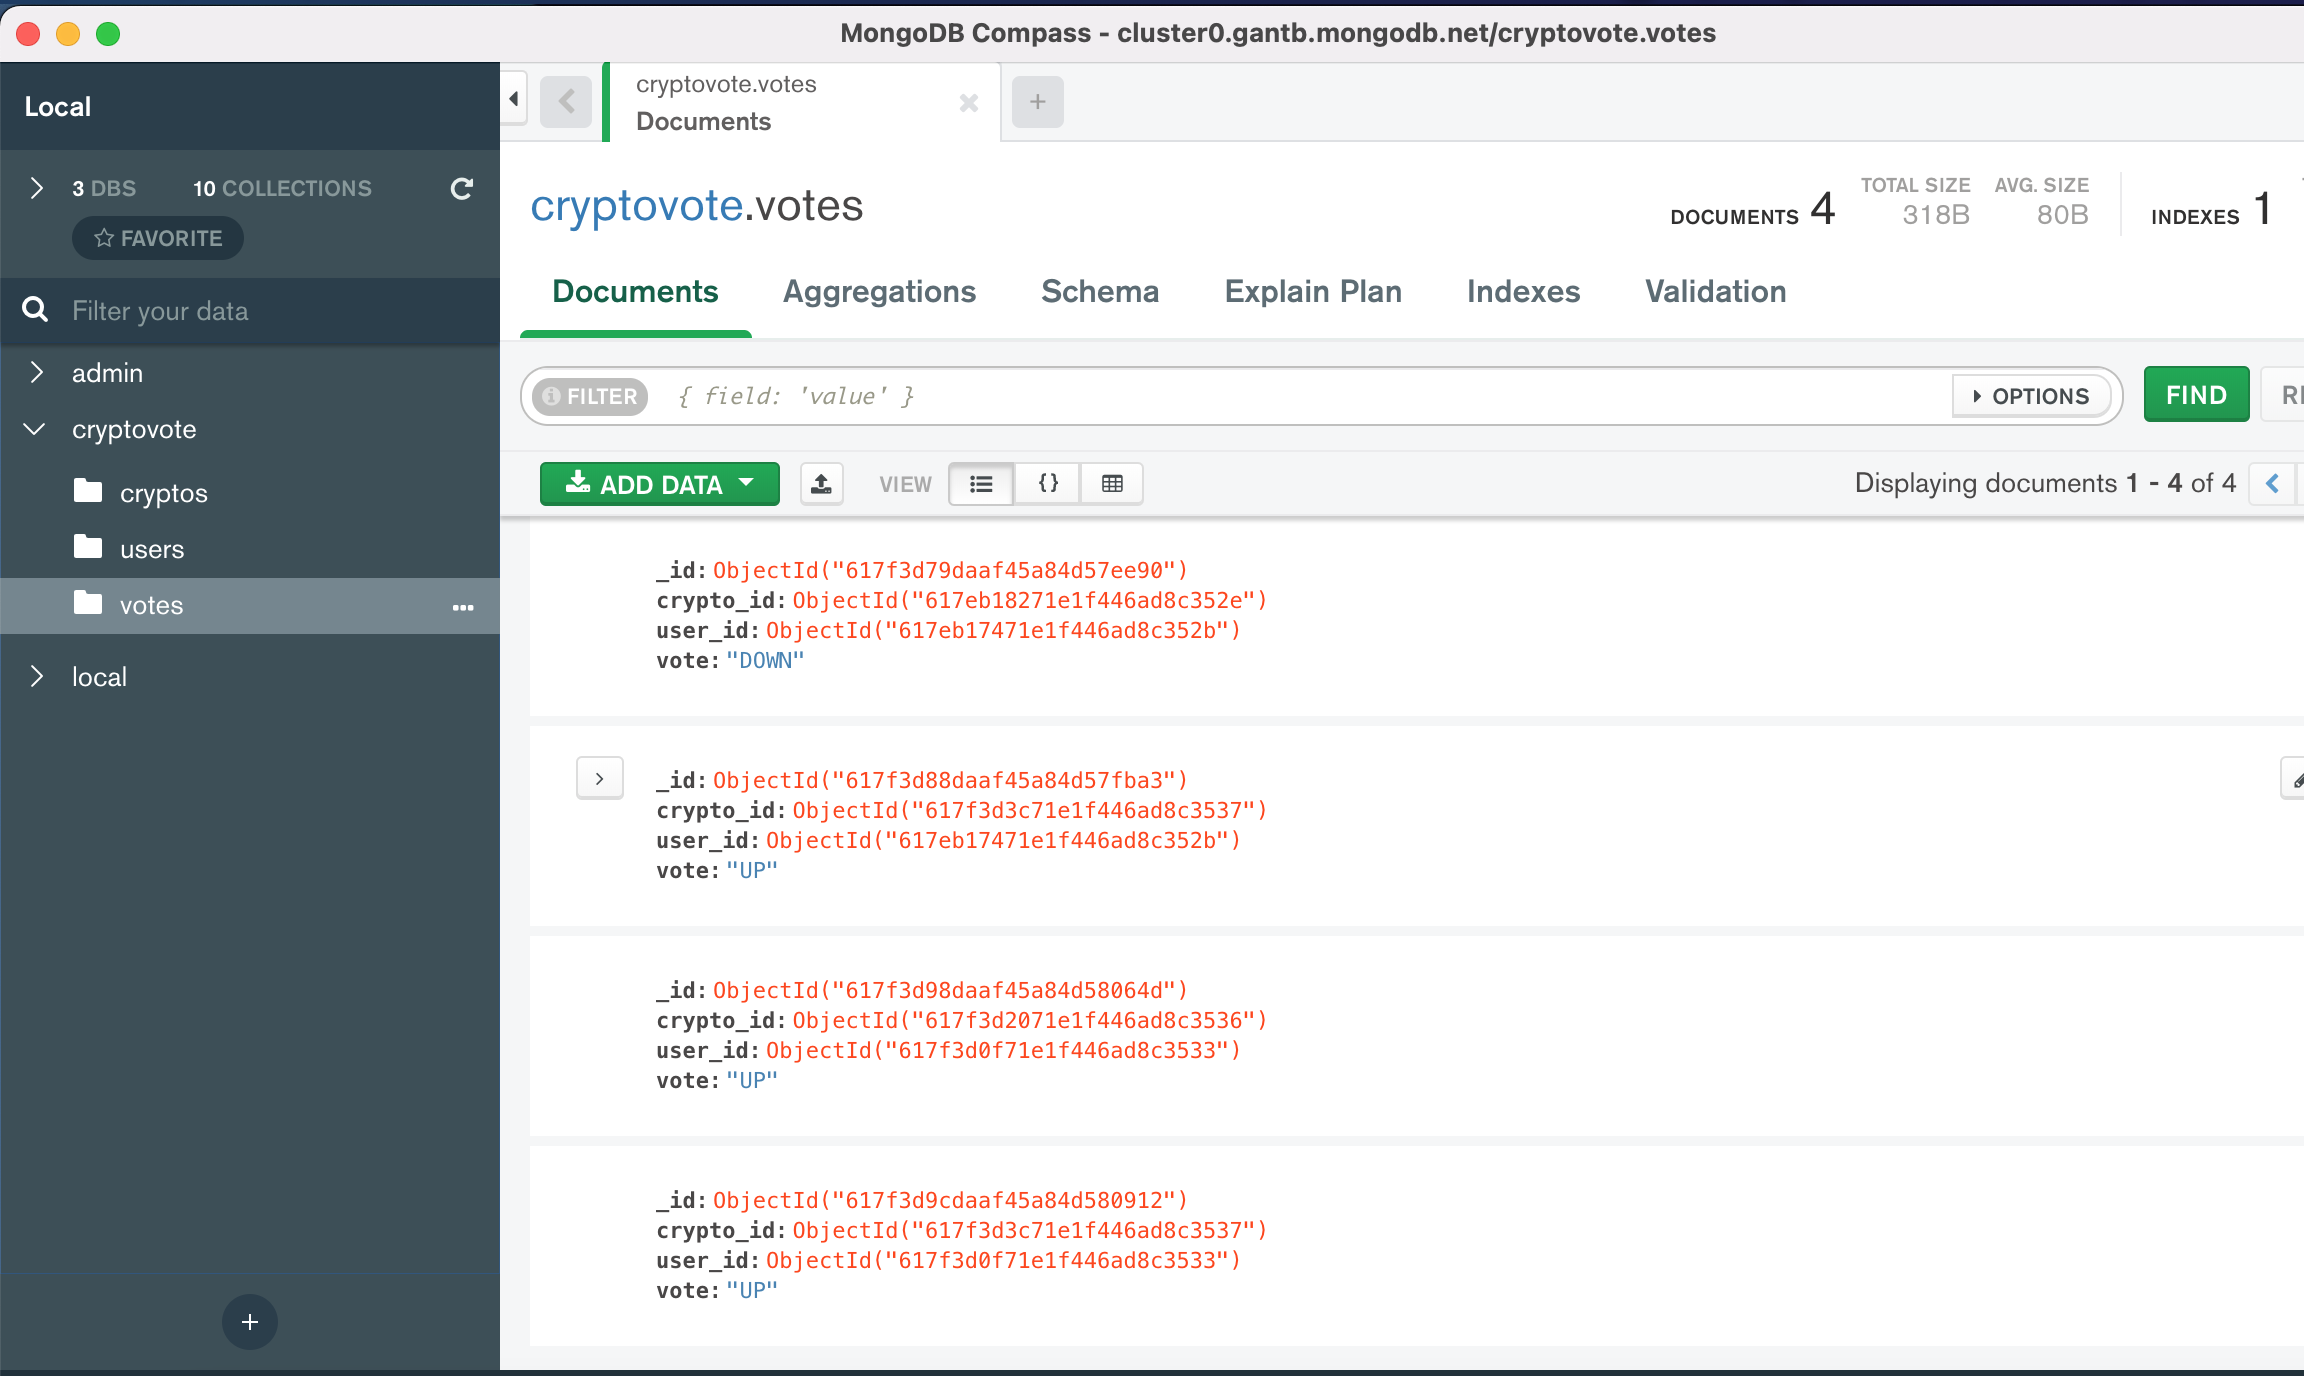 MongoDB Compass - cluster0.gantb.mongodb.net/cryptovote.votes
Local
3 DBS 10 COLLECTIONS
FAVORITE
Filter your data
admin
cryptovote
cryptos
users
votes
local
cryptovote.votes
Documents
cryptovote.votes
DOCUMENTS 4
TOTAL SIZE
318B
AVG. SIZE
80B
INDEXES 1
Documents
Aggregations
Schema
Explain Plan
Indexes
Validation
FILTER { field: 'value' }
OPTIONS
FIND
ADD DATA
VIEW
{}
Displaying documents 1 - 4 of 4
_id: ObjectId("617f3d79daaf45a84d57ee90")
crypto_id: ObjectId("617eb18271e1f446ad8c352e")
user_id: ObjectId("617eb17471e1f446ad8c352b")
vote: "DOWN"
_id: ObjectId("617f3d88daaf45a84d57fba3")
crypto_id: ObjectId("617f3d3c71e1f446ad8c3537")
user_id: ObjectId("617eb17471e1f446ad8c352b")
vote: "UP"
_id: ObjectId("617f3d98daaf45a84d58064d")
crypto_id: ObjectId("617f3d2071e1f446ad8c3536")
user_id: ObjectId("617f3d0f71e1f446ad8c3533")
vote: "UP"
_id: ObjectId("617f3d9cdaaf45a84d580912")
crypto_id: ObjectId("617f3d3c71e1f446ad8c3537")
user_id: ObjectId("617f3d0f71e1f446ad8c3533")
vote: "UP"